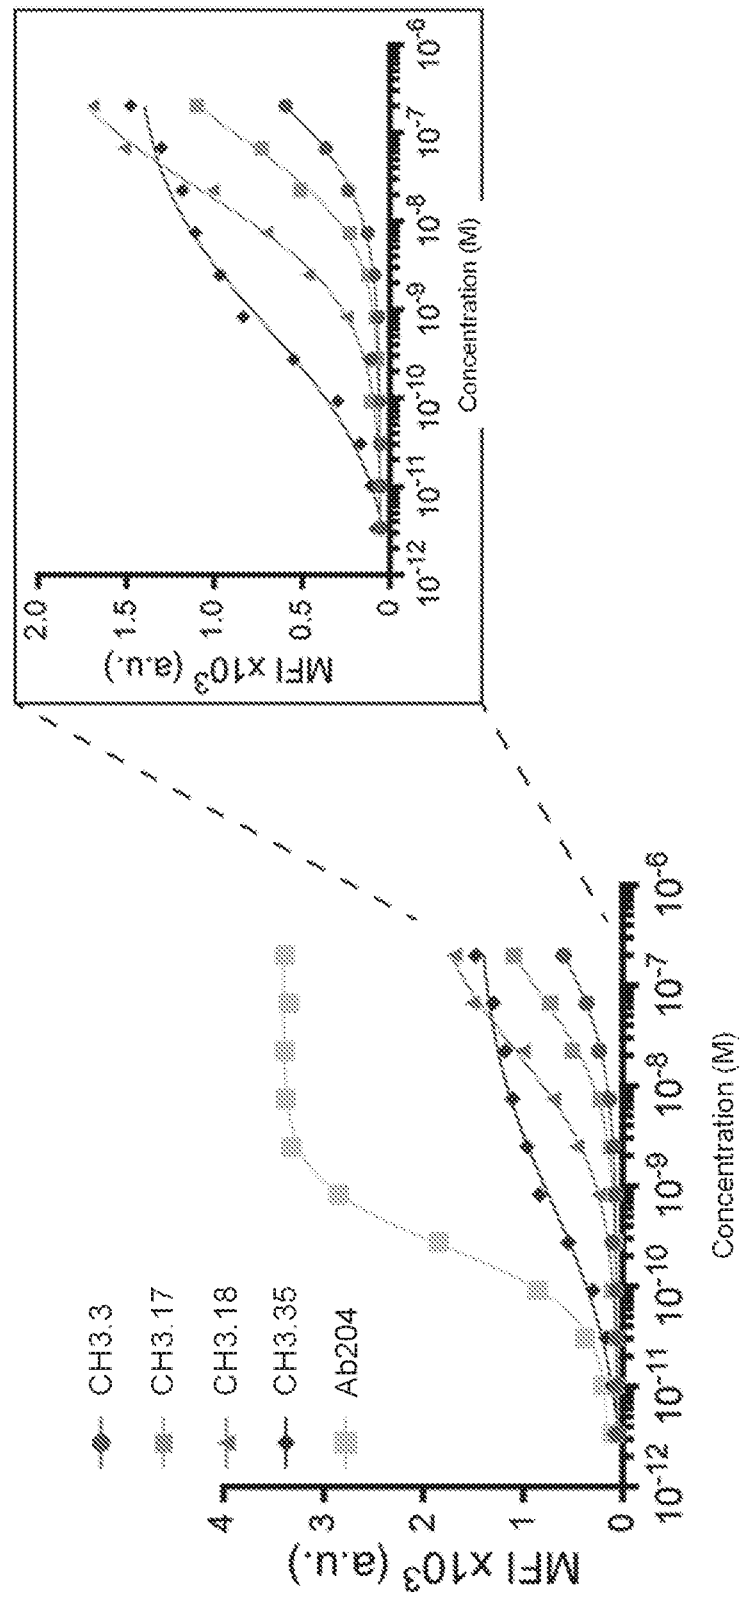 CH3.3
CH3.17
CH3.18
CH3.35
Ab204
MFI x10³ (a.u.)
4
3
2
1
0
10⁻¹²
10⁻¹¹
10⁻¹⁰
10⁻⁹
10⁻⁸
10⁻⁷
10⁻⁶
Concentration (M)
MFI x10³ (a.u.)
2.0
1.5
1.0
0.5
0
10⁻¹²
10⁻¹¹
10⁻¹⁰
10⁻⁹
10⁻⁸
10⁻⁷
10⁻⁶
Concentration (M)